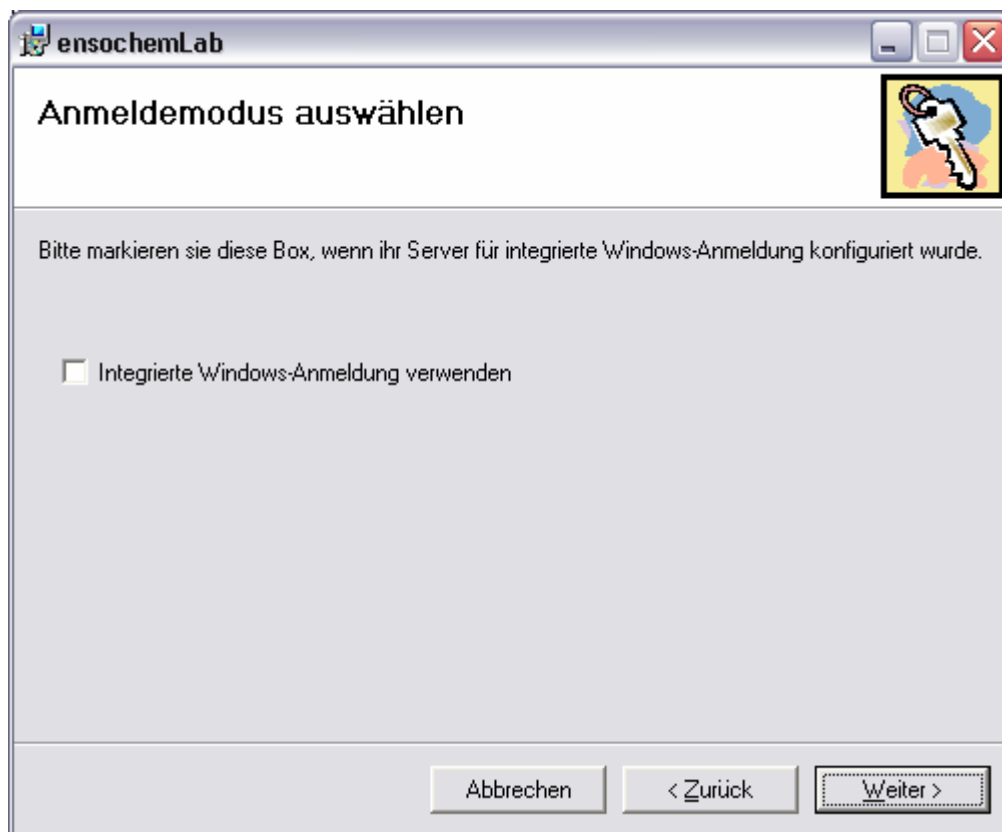 ensochemLab
Anmeldemodus auswählen
Bitte markieren sie diese Box, wenn ihr Server für integrierte Windows-Anmeldung konfiguriert wurde.
Integrierte Windows-Anmeldung verwenden
Abbrechen
< Zurück
Weiter >